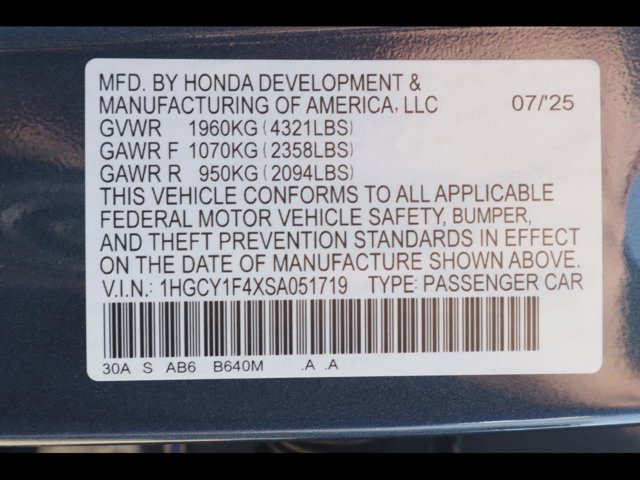 MFD. BY HONDA DEVELOPMENT &
MANUFACTURING OF AMERICA, LLC 07/'25
GVWR 1960KG (4321LBS)
GAWR F 1070KG (2358LBS)
GAWR R 950KG (2094LBS)
THIS VEHICLE CONFORMS TO ALL APPLICABLE
FEDERAL MOTOR VEHICLE SAFETY, BUMPER,
AND THEFT PREVENTION STANDARDS IN EFFECT
ON THE DATE OF MANUFACTURE SHOWN ABOVE.
V.I.N.: 1HGCY1F4XSA051719 TYPE: PASSENGER CAR
30A S AB6 B640M .A .A